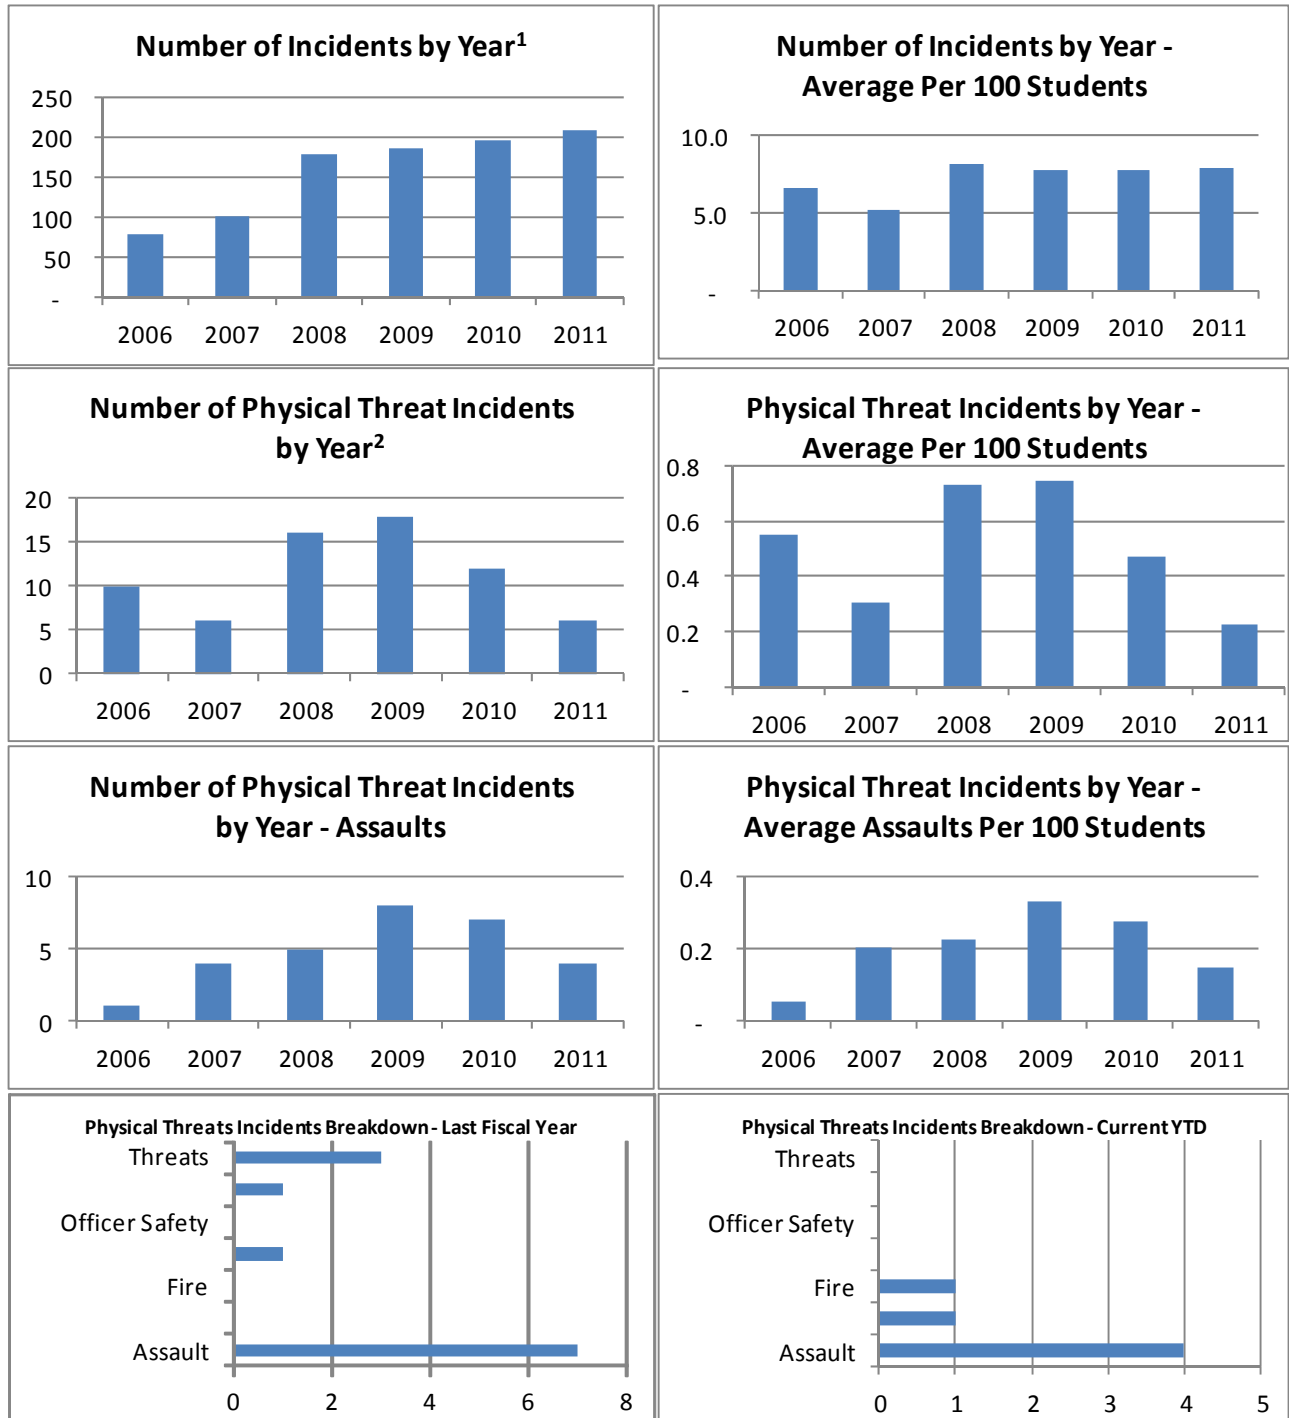 Number of Incidents by Year¹
250
200
150
100
50
-
2006 2007 2008 2009 2010 2011
Number of Incidents by Year -
Average Per 100 Students
10.0
5.0
-
2006 2007 2008 2009 2010 2011
Number of Physical Threat Incidents
by Year²
20
15
10
5
0
2006 2007 2008 2009 2010 2011
Physical Threat Incidents by Year -
Average Per 100 Students
0.8
0.6
0.4
0.2
-
2006 2007 2008 2009 2010 2011
Number of Physical Threat Incidents
by Year - Assaults
10
5
0
2006 2007 2008 2009 2010 2011
Physical Threat Incidents by Year -
Average Assaults Per 100 Students
0.4
0.2
-
2006 2007 2008 2009 2010 2011
Physical Threats Incidents Breakdown - Last Fiscal Year
Threats
Officer Safety
Fire
Assault
0 2 4 6 8
Physical Threats Incidents Breakdown - Current YTD
Threats
Officer Safety
Fire
Assault
0 1 2 3 4 5